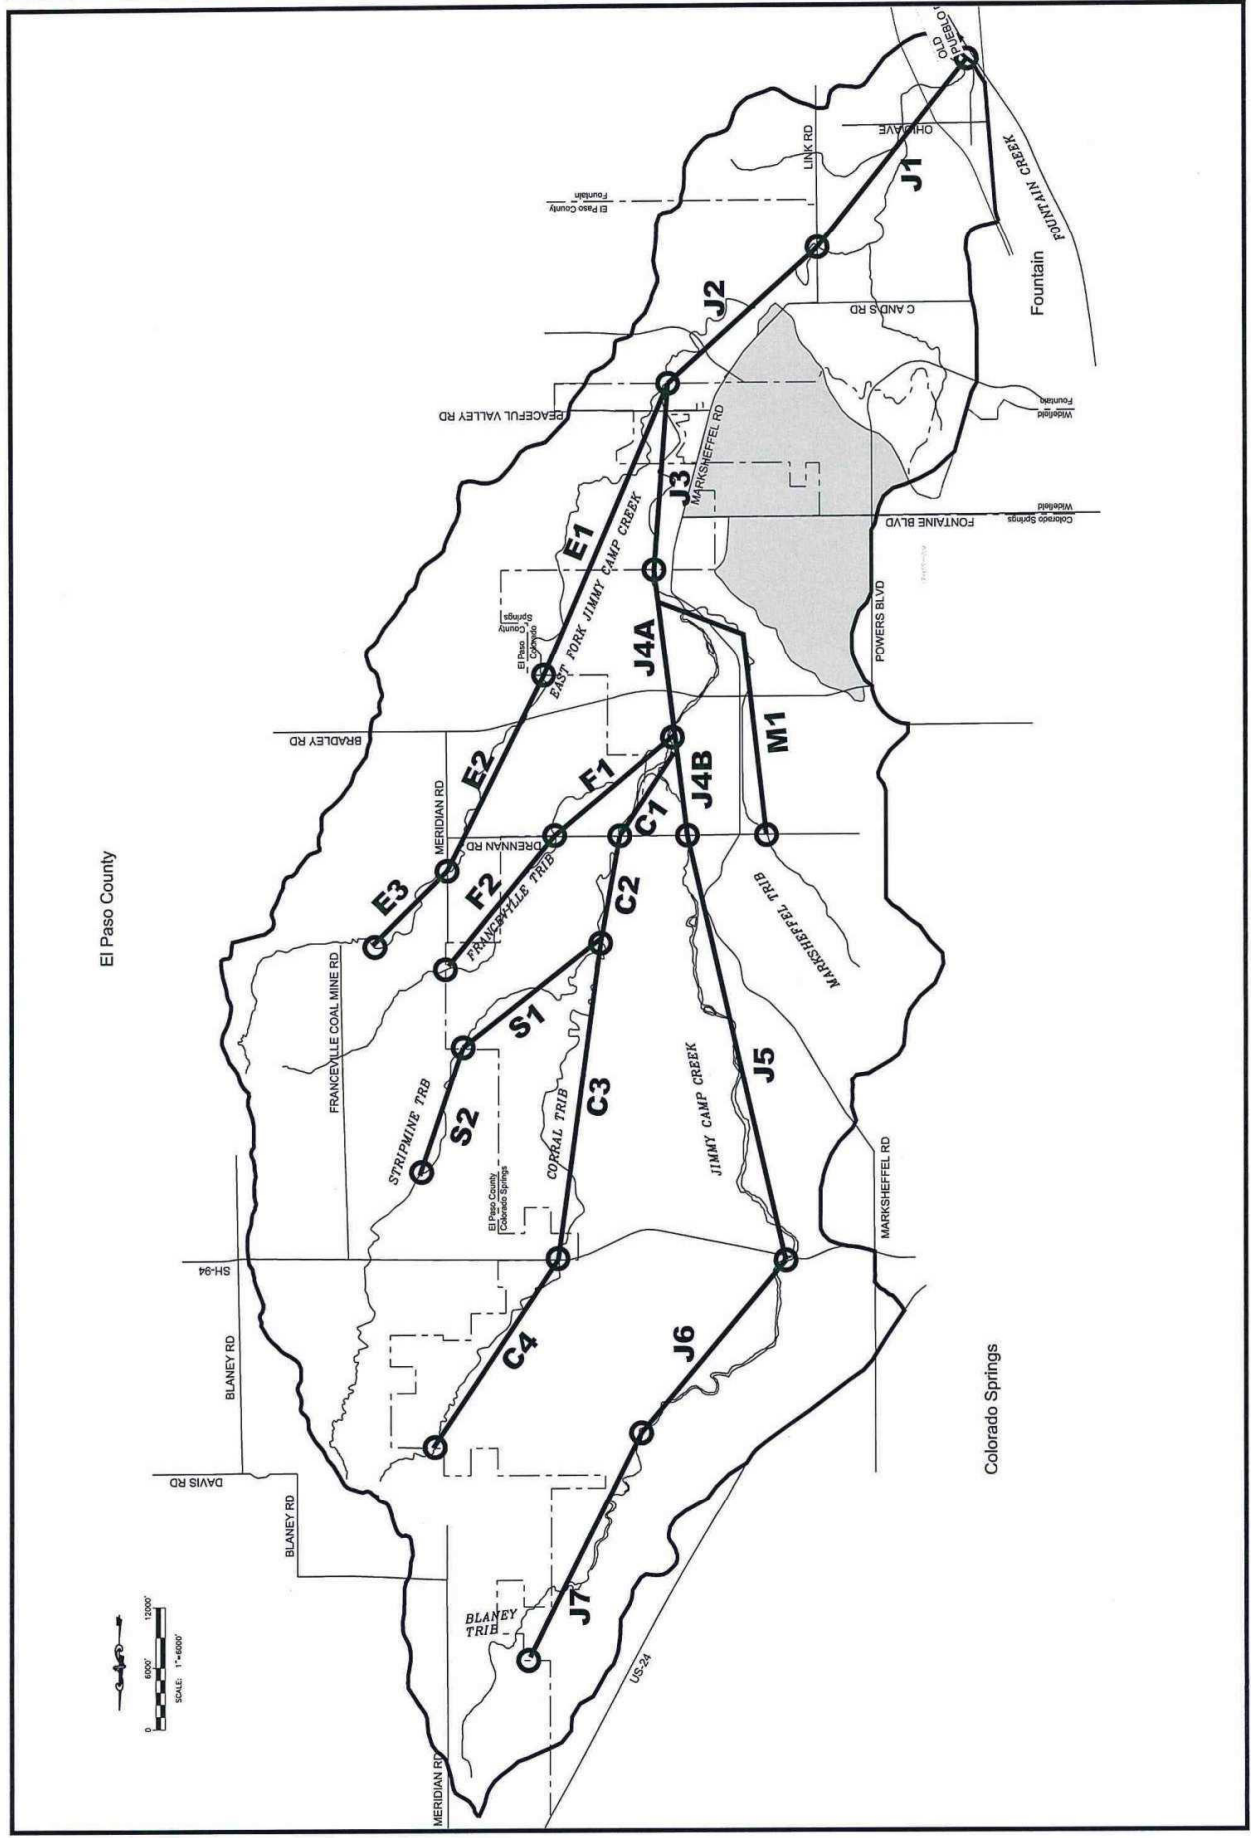 OLD
PUEBLO
OHIO AVE
LINK RD
J1
FOUNTAIN CREEK
El Paso County
Fountain
Fountain
J2
C AND S RD
PEACEFUL VALLEY RD
MARKSHEFFEL RD
J3
Widefield
Fountain
FONTAINE BLVD
Colorado Springs
Widefield
E1
EAST FORK JIMMY CAMP CREEK
El Paso
County
Colorado
Springs
POWERS BLVD
J4A
BRADLEY RD
E2
F1
M1
J4B
C1
MERIDIAN RD
DRENNAN RD
El Paso County
E3
F2
FRANCEVILLE TRIB
C2
MARKSHEFFEL TRIB
MARKSHEFFEL TRIB
FRANCEVILLE COAL MINE RD
S1
STRIPMINE TRB
S2
C3
CORRAL TRIB
J5
JIMMY CAMP CREEK
El Paso County
Colorado Springs
MARKSHEFFEL RD
SH-94
BLANEY RD
C4
J6
Colorado Springs
DAVIS RD
BLANEY RD
J7
BLANEY
TRIB
US-24
MERIDIAN RD
0 6000' 12000'
SCALE: 1"=6000'